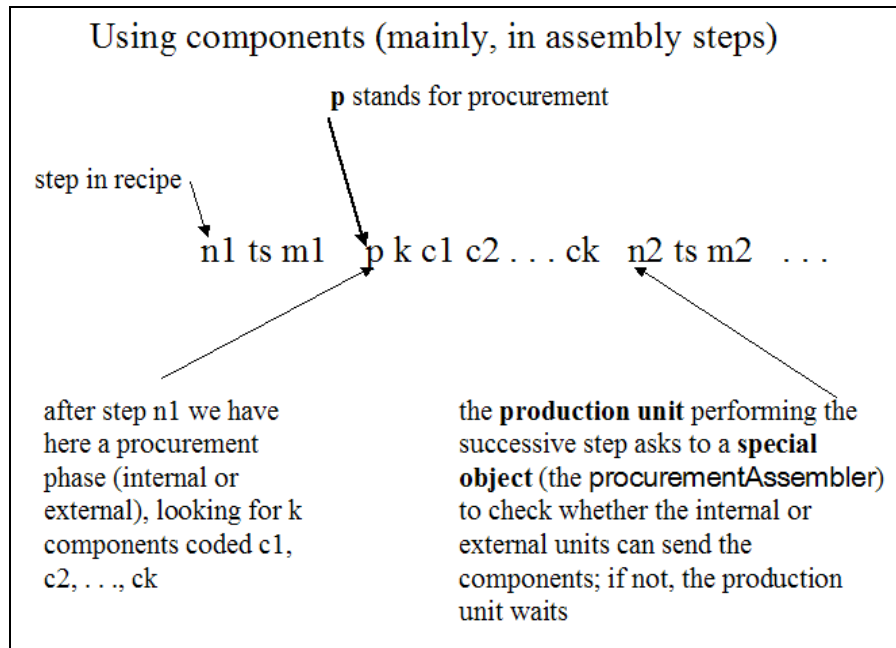 Using components (mainly, in assembly steps)
p stands for procurement
step in recipe
n1 ts m1 p k c1 c2 . . . ck n2 ts m2 . . .
after step n1 we have
here a procurement
phase (internal or
external), looking for k
components coded c1,
c2, . . ., ck
the production unit performing the
successive step asks to a special
object (the procurementAssembler)
to check whether the internal or
external units can send the
components; if not, the production
unit waits